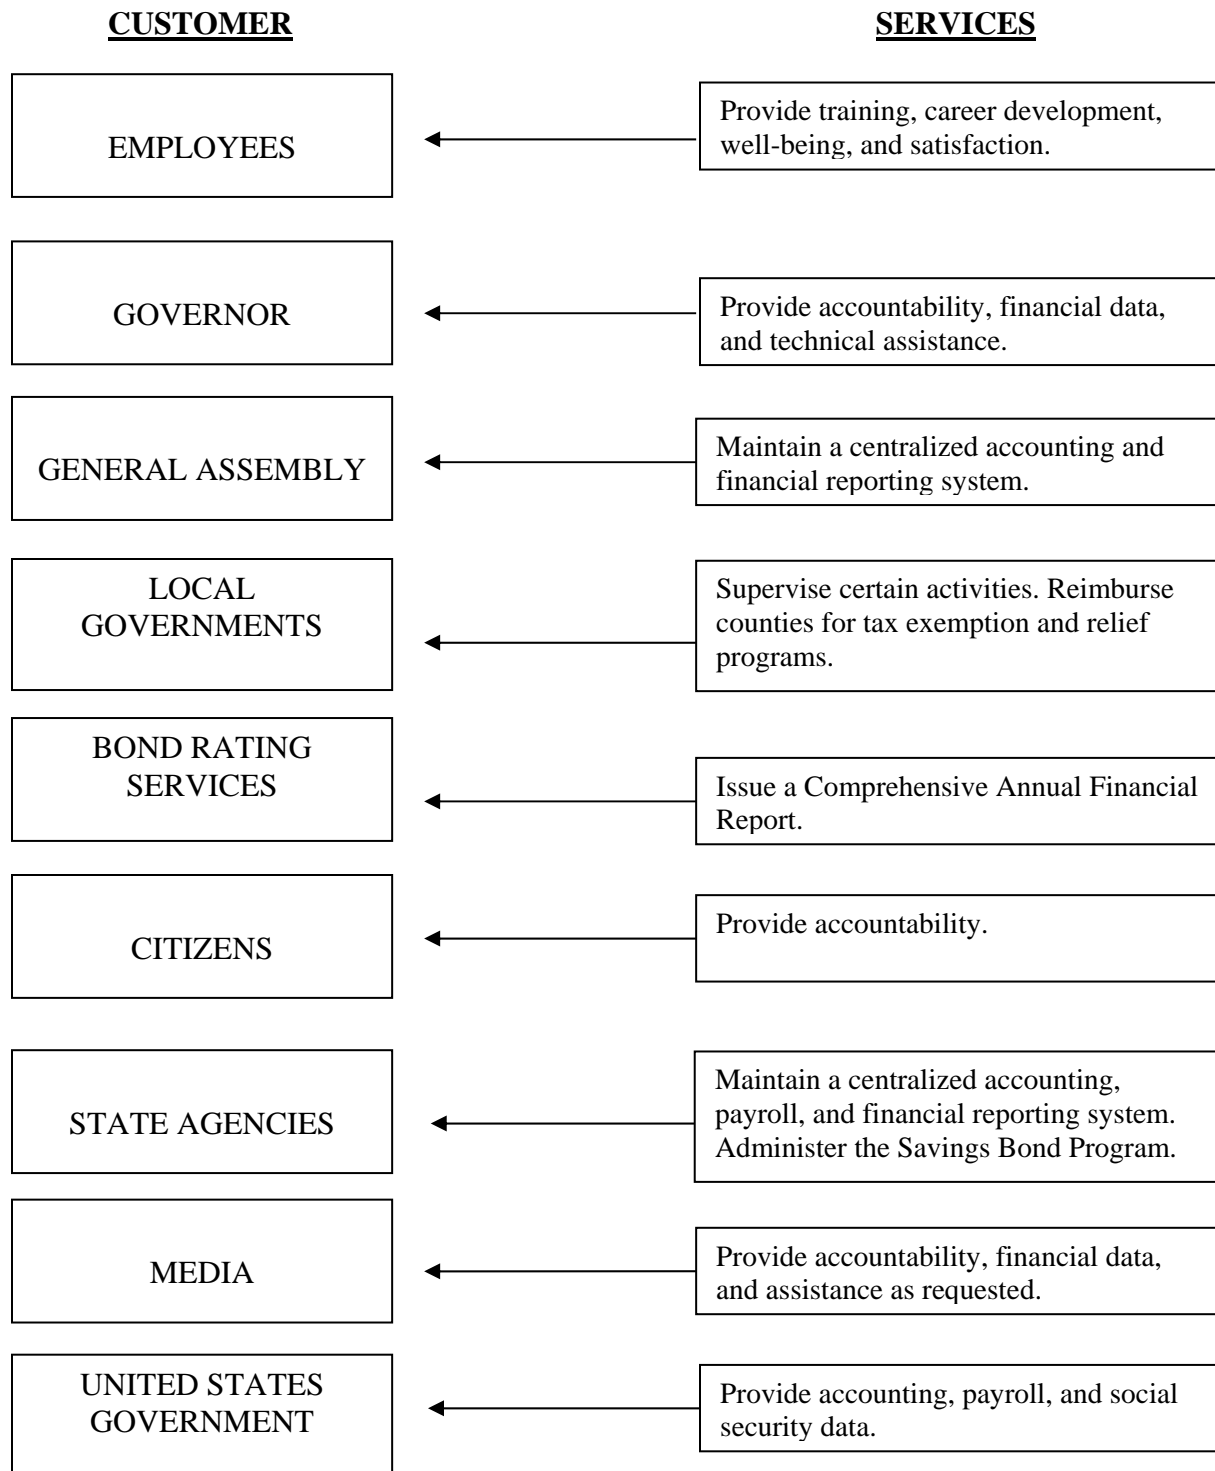 CUSTOMER
SERVICES
EMPLOYEES
Provide training, career development,
well-being, and satisfaction.
GOVERNOR
Provide accountability, financial data,
and technical assistance.
GENERAL ASSEMBLY
Maintain a centralized accounting and
financial reporting system.
LOCAL
GOVERNMENTS
Supervise certain activities. Reimburse
counties for tax exemption and relief
programs.
BOND RATING
SERVICES
Issue a Comprehensive Annual Financial
Report.
CITIZENS
Provide accountability.
STATE AGENCIES
Maintain a centralized accounting,
payroll, and financial reporting system.
Administer the Savings Bond Program.
MEDIA
Provide accountability, financial data,
and assistance as requested.
UNITED STATES
GOVERNMENT
Provide accounting, payroll, and social
security data.